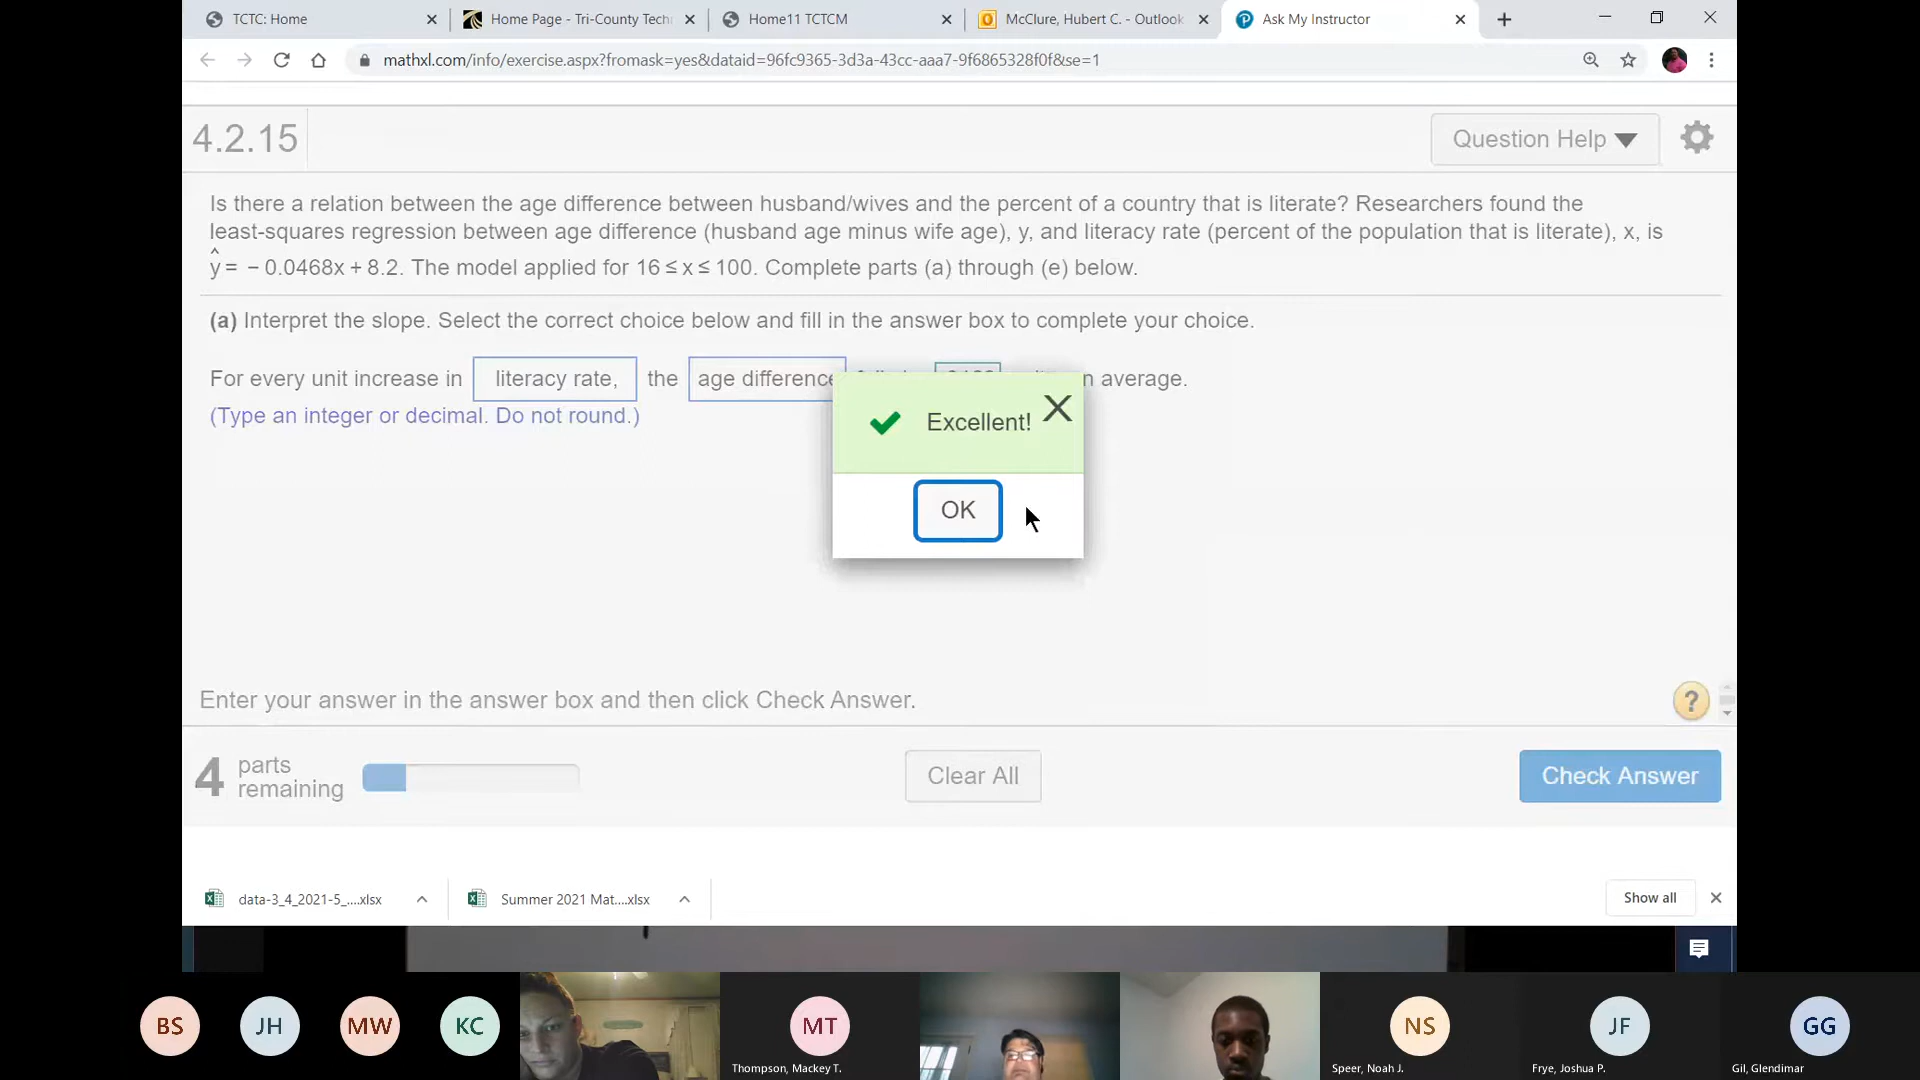 TCTC: Home
Home Page - Tri-County Tech
Home11 TCTCM
McClure, Hubert C. - Outlook
Ask My Instructor
mathxl.com/info/exercise.aspx?fromask=yes&dataid=96fc9365-3d3a-43cc-aaa7-9f6865328f0f&se=1
4.2.15
Question Help
Is there a relation between the age difference between husband/wives and the percent of a country that is literate? Researchers found the
least-squares regression between age difference (husband age minus wife age), y, and literacy rate (percent of the population that is literate), x, is
ŷ = − 0.0468x + 8.2. The model applied for 16 ≤ x ≤ 100. Complete parts (a) through (e) below.
(a) Interpret the slope. Select the correct choice below and fill in the answer box to complete your choice.
For every unit increase in literacy rate, the age difference average.
(Type an integer or decimal. Do not round.)
Excellent!
OK
Enter your answer in the answer box and then click Check Answer.
?
4 parts
remaining
Clear All
Check Answer
data-3_4_2021-5_....xlsx
Summer 2021 Mat....xlsx
Show all
BS
JH
MW
KC
MT
NS
JF
GG
Thompson, Mackey T.
Speer, Noah J.
Frye, Joshua P.
Gil, Glendimar